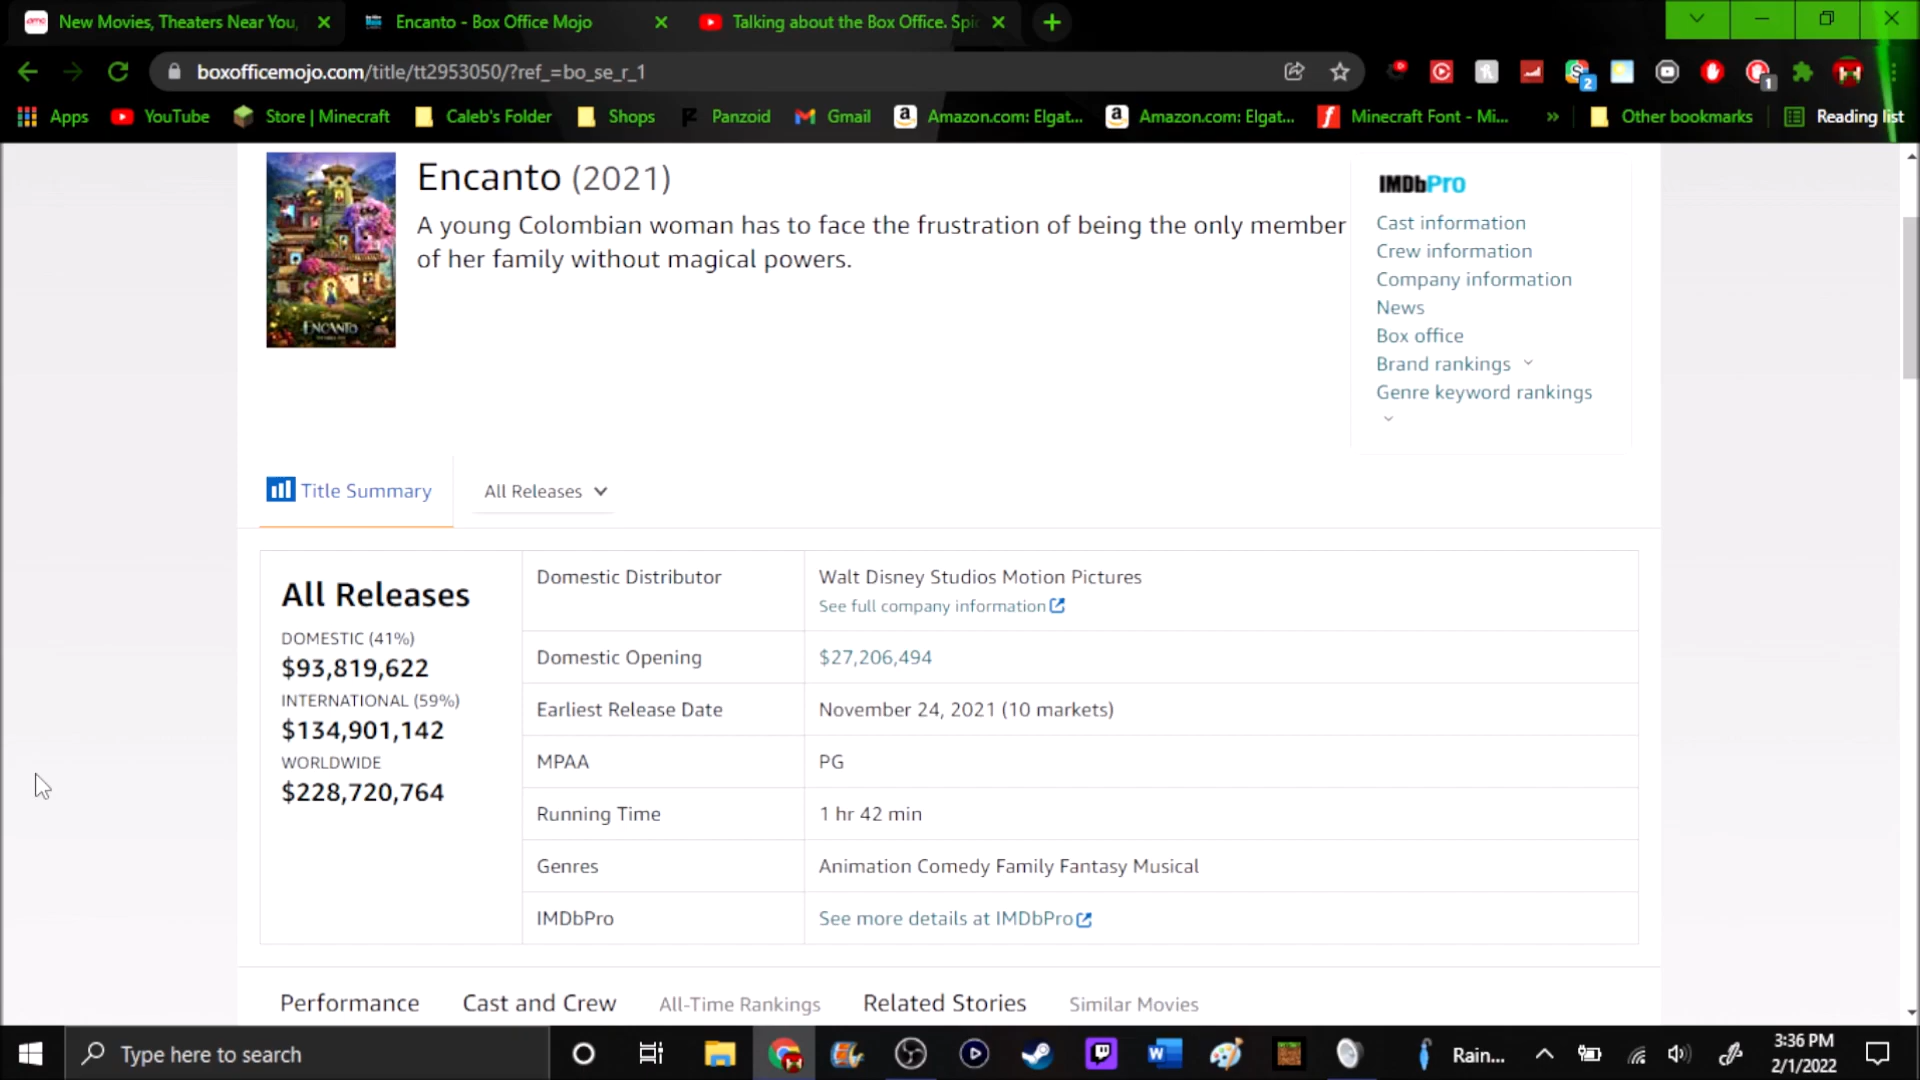 New Movies, Theaters Near You,
Encanto - Box Office Mojo
Talking about the Box Office. Spi
boxofficemojo.com/title/tt2953050/?ref_=bo_se_r_1
2
1
Apps
YouTube
Store | Minecraft
Caleb's Folder
Shops
Panzoid
Gmail
Amazon.com: Elgat...
Amazon.com: Elgat...
Minecraft Font - Mi...
Other bookmarks
Reading list
Encanto (2021)
A young Colombian woman has to face the frustration of being the only member
of her family without magical powers.
ENCANTO
IMDbPro
Cast information
Crew information
Company information
News
Box office
Brand rankings
Genre keyword rankings
Title Summary
All Releases
All Releases
DOMESTIC (41%)
$93,819,622
INTERNATIONAL (59%)
$134,901,142
WORLDWIDE
$228,720,764
Domestic Distributor
Walt Disney Studios Motion Pictures
See full company information
Domestic Opening
$27,206,494
Earliest Release Date
November 24, 2021 (10 markets)
MPAA
PG
Running Time
1 hr 42 min
Genres
Animation Comedy Family Fantasy Musical
IMDbPro
See more details at IMDbPro
Performance
Cast and Crew
All-Time Rankings
Related Stories
Similar Movies
Type here to search
Rain...
3:36 PM
2/1/2022